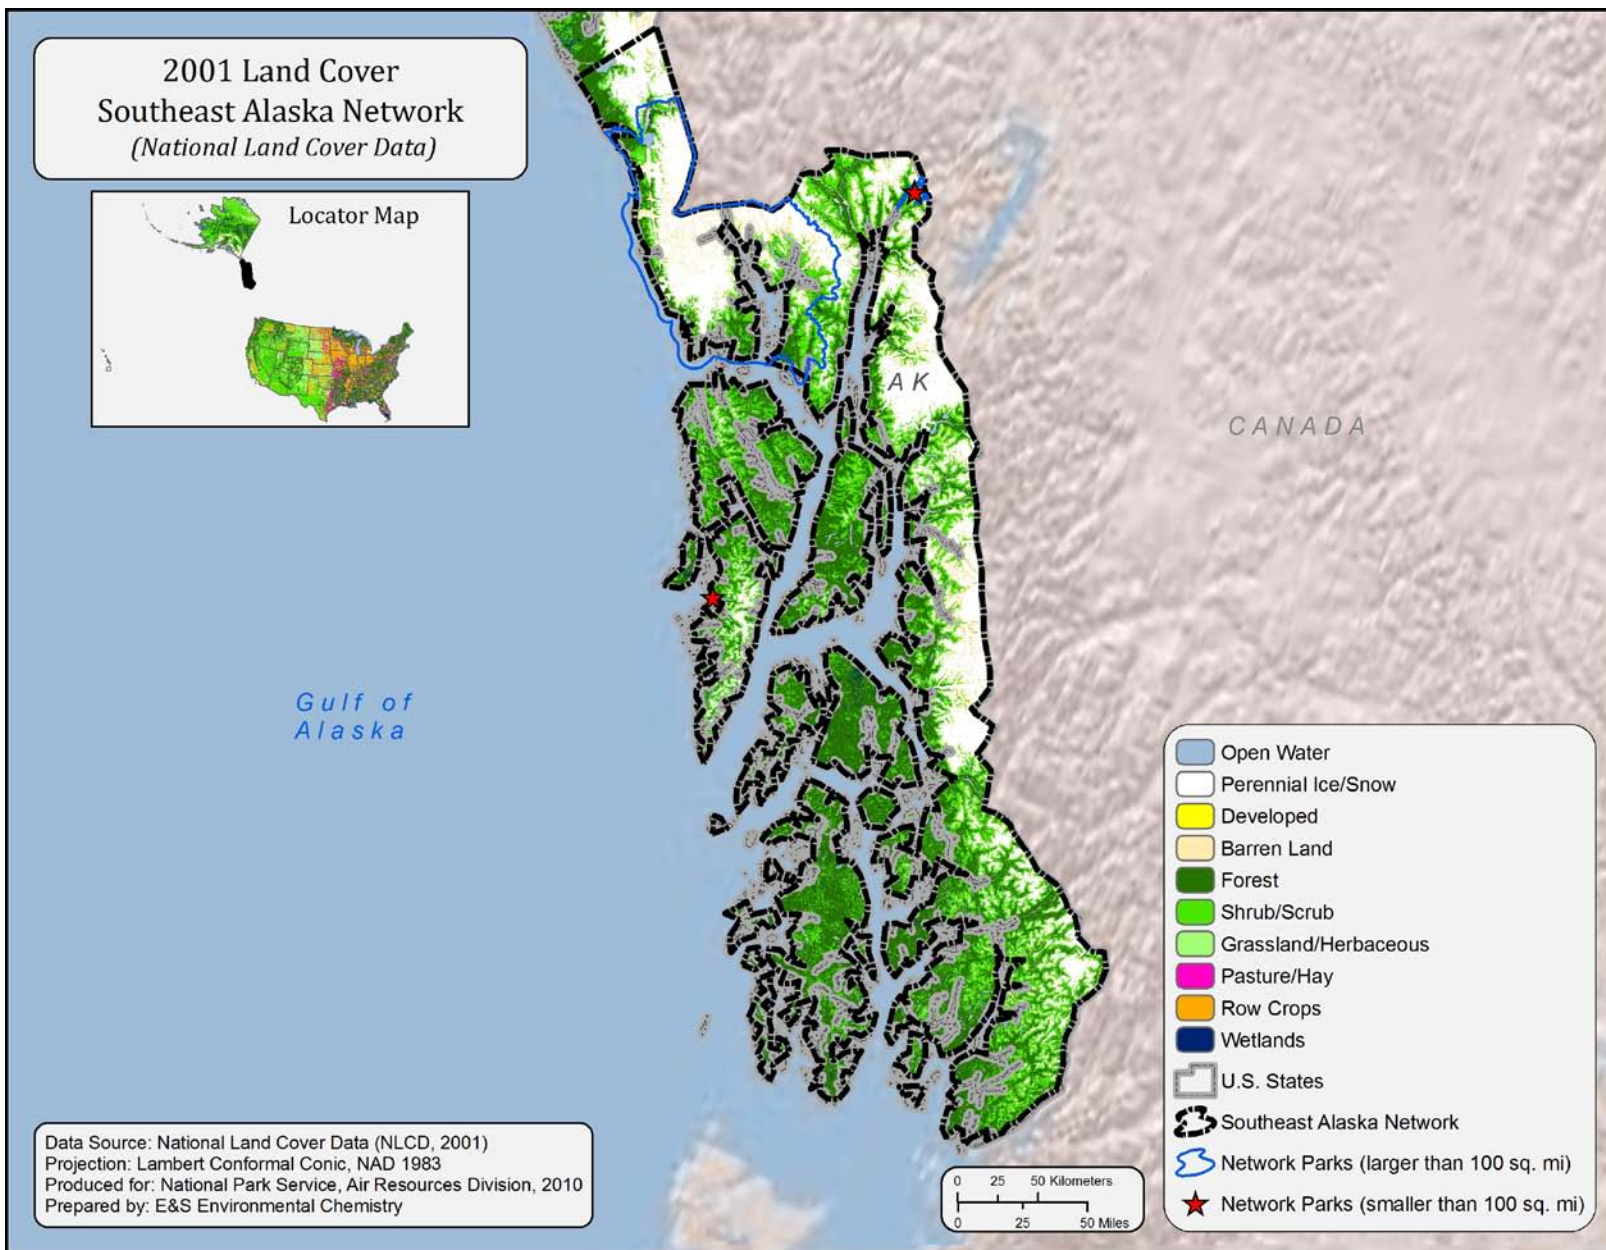 2001 Land Cover
Southeast Alaska Network
(National Land Cover Data)
Locator Map
AK
CANADA
Gulf of
Alaska
Open Water
Perennial Ice/Snow
Developed
Barren Land
Forest
Shrub/Scrub
Grassland/Herbaceous
Pasture/Hay
Row Crops
Wetlands
U.S. States
Southeast Alaska Network
Network Parks (larger than 100 sq. mi)
Network Parks (smaller than 100 sq. mi)
Data Source: National Land Cover Data (NLCD, 2001)
Projection: Lambert Conformal Conic, NAD 1983
Produced for: National Park Service, Air Resources Division, 2010
Prepared by: E&S Environmental Chemistry
0 25 50 Kilometers
0 25 50 Miles